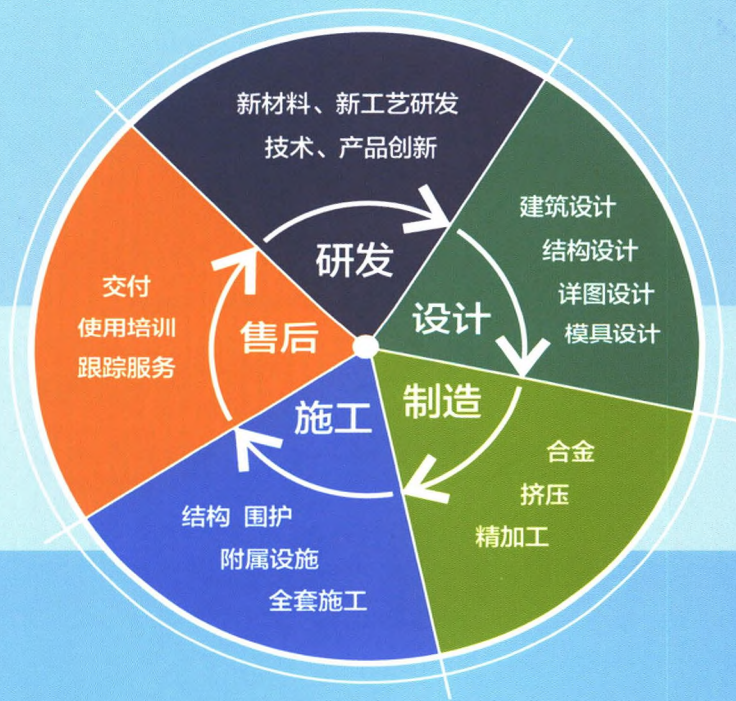 新材料、新工艺研发
技术、产品创新
研发
建筑设计
结构设计
详图设计
模具设计
设计
制造
合金
挤压
精加工
施工
结构 围护
附属设施
全套施工
售后
交付
使用培训
跟踪服务